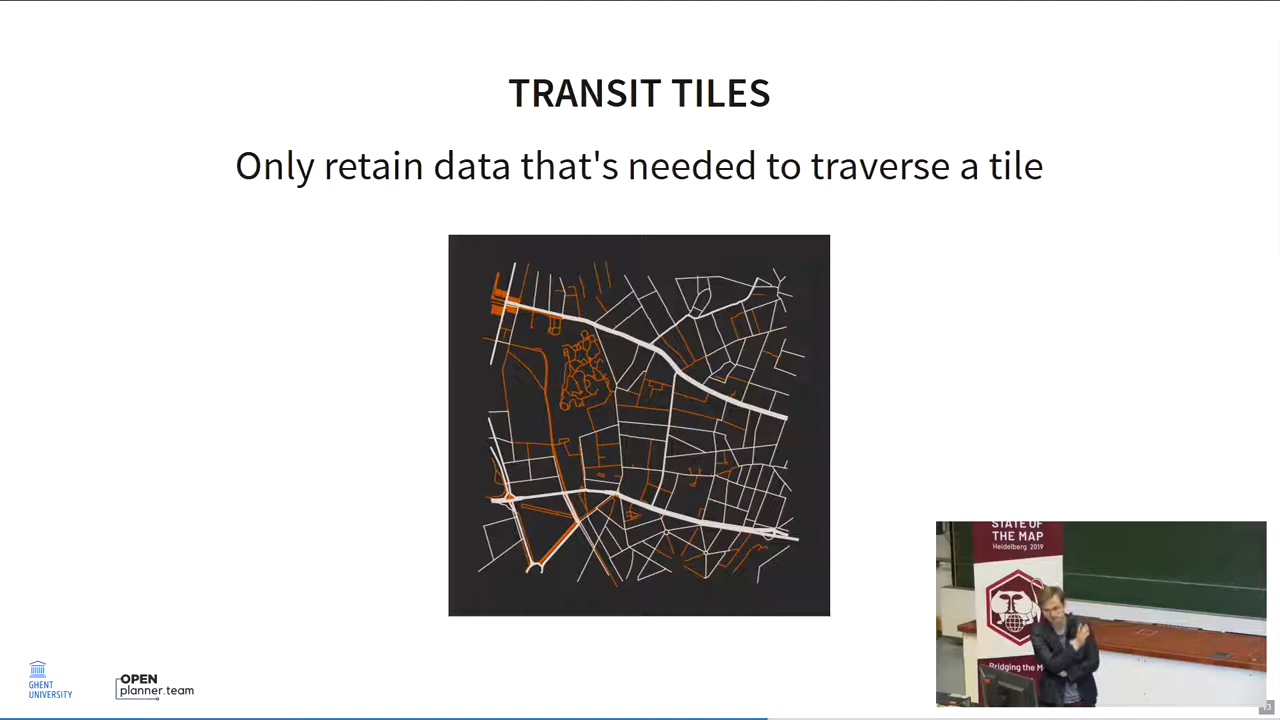 TRANSIT TILES
Only retain data that's needed to traverse a tile
STATE OF
THE MAP
Heidelberg 2019
Bridging the M
GHENT
UNIVERSITY
OPEN
planner.team
13